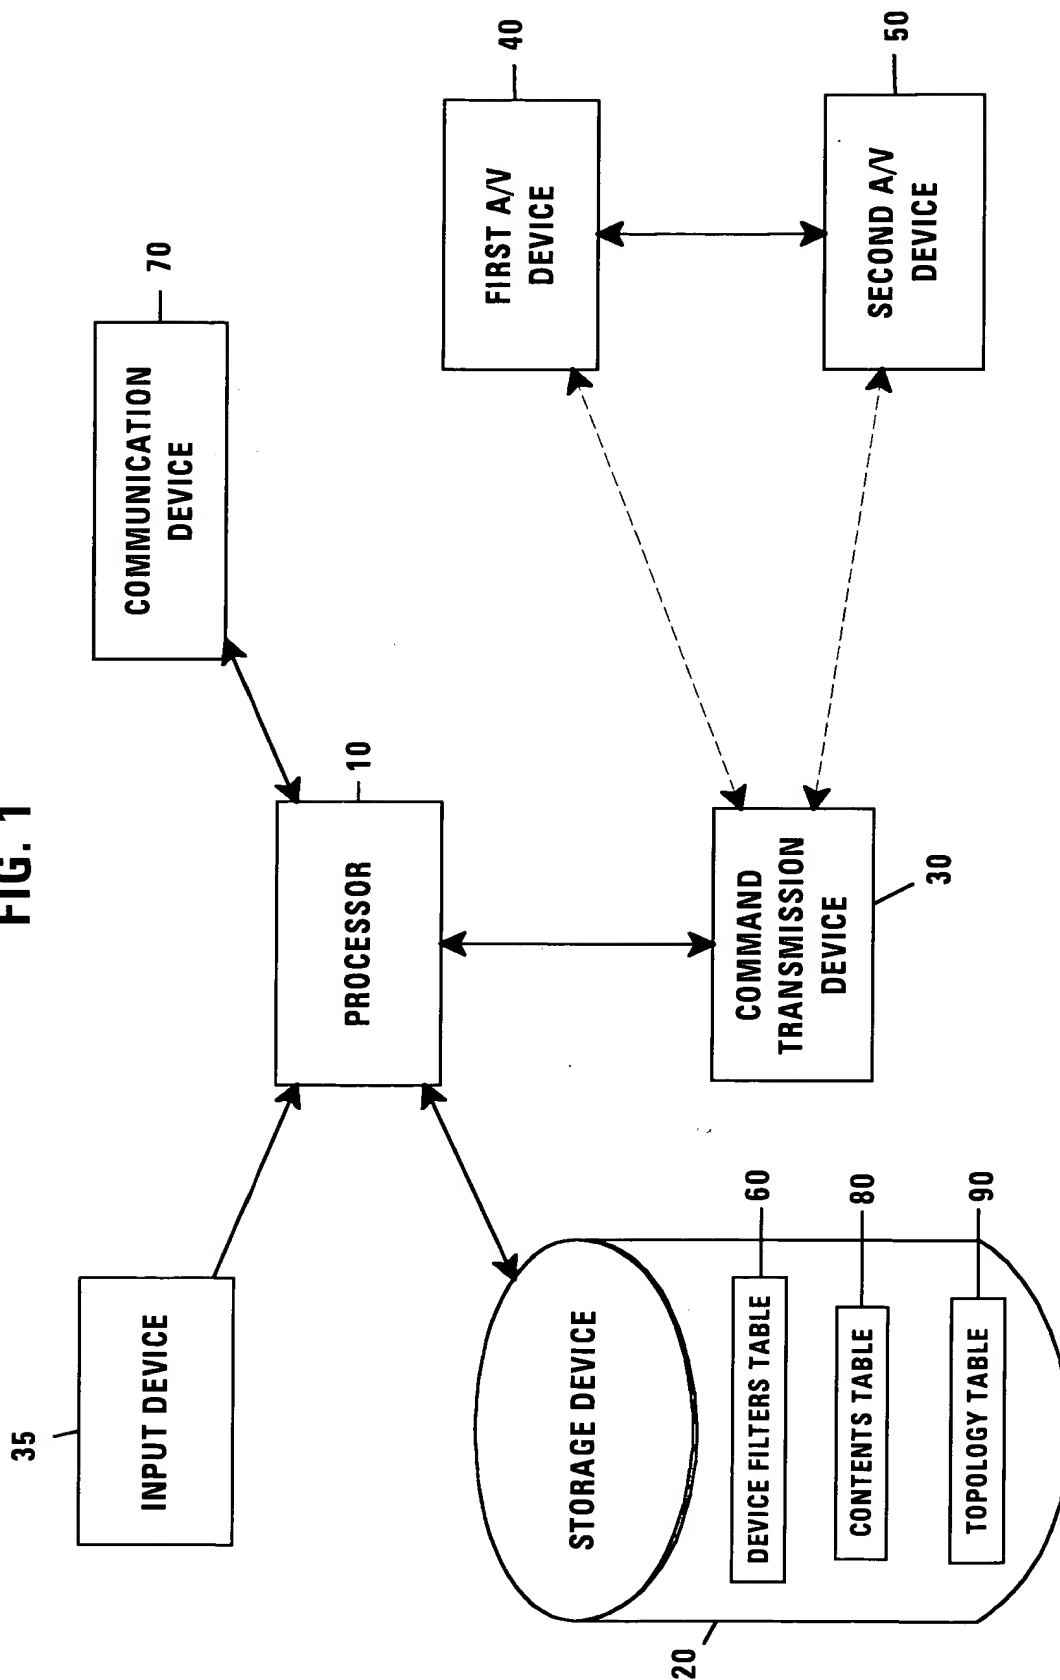 FIG. 1
35
INPUT DEVICE
PROCESSOR
10
COMMUNICATION
DEVICE
70
STORAGE DEVICE
20
DEVICE FILTERS TABLE
60
CONTENTS TABLE
80
TOPOLOGY TABLE
90
COMMAND
TRANSMISSION
DEVICE
30
FIRST A/V
DEVICE
40
SECOND A/V
DEVICE
50